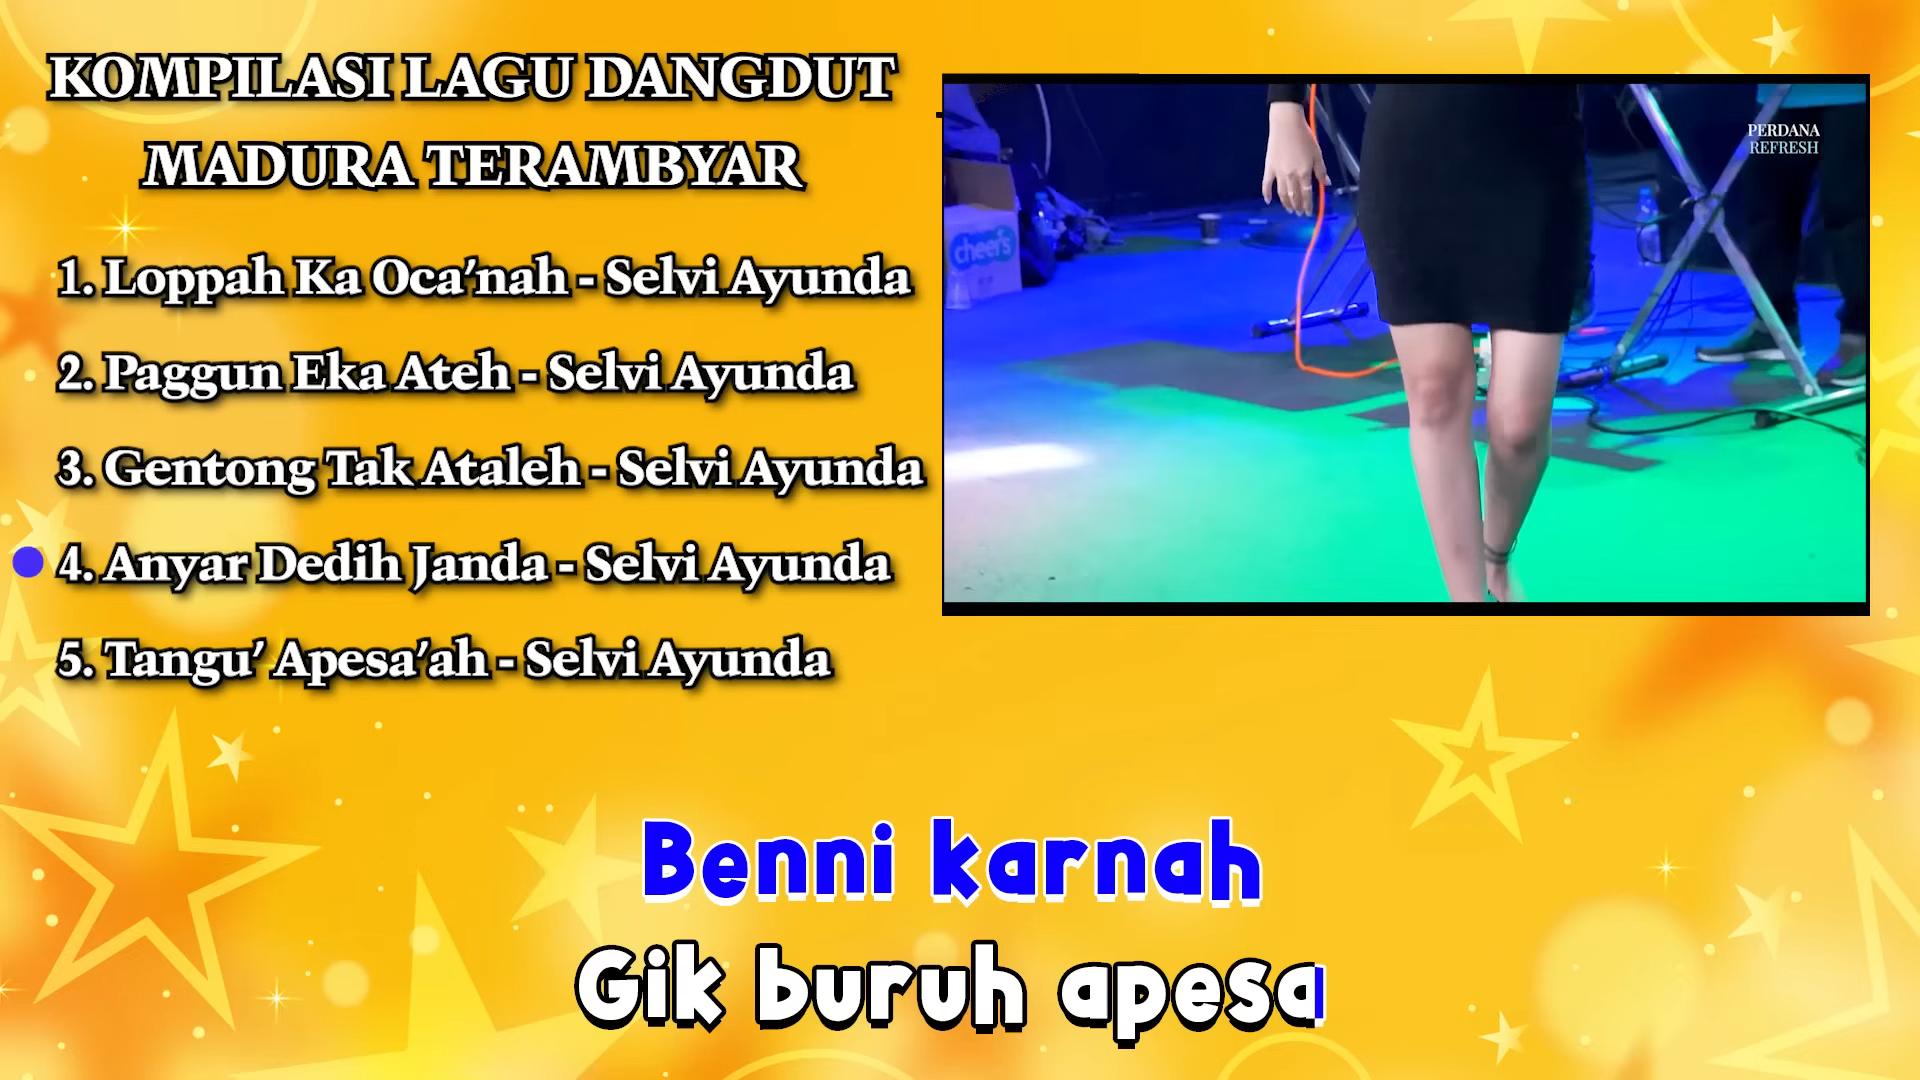 KOMPILASI LAGU DANGDUT
MADURA TERAMBYAR
1. Loppah Ka Oca'nah - Selvi Ayunda
2. Paggun Eka Ateh - Selvi Ayunda
3. Gentong Tak Ataleh - Selvi Ayunda
4. Anyar Dedih Janda - Selvi Ayunda
5. Tangu' Apesa'ah - Selvi Ayunda
PERDANA
REFRESH
cheers
Benni karnah
Gik buruh apesa